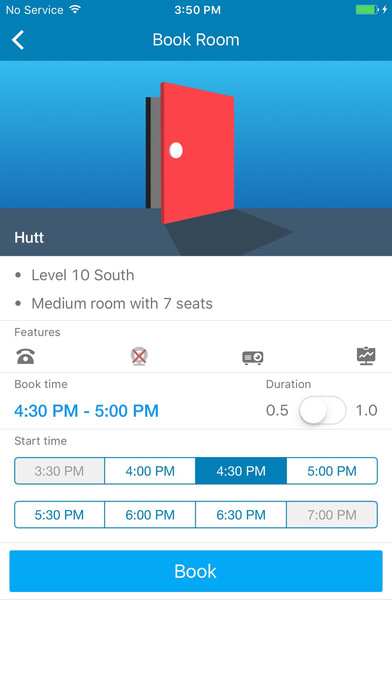 No Service 3:50 PM
Book Room
Hutt
• Level 10 South
• Medium room with 7 seats
Features
Book time Duration
4:30 PM - 5:00 PM 0.5 1.0
Start time
3:30 PM 4:00 PM 4:30 PM 5:00 PM
5:30 PM 6:00 PM 6:30 PM 7:00 PM
Book